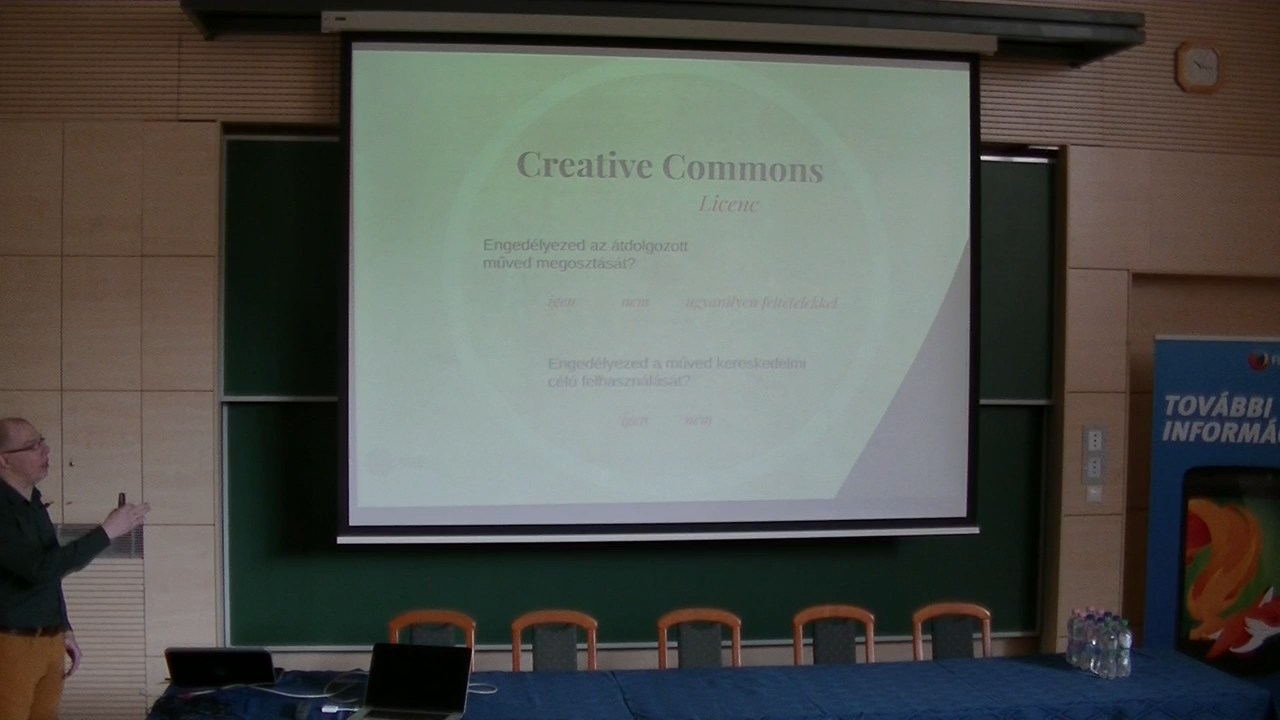 Creative Commons
Licenc
Engedélyezed az átdolgozott
műved megosztását?
igen nem ugyanilyen feltételekkel
Engedélyezed a műved kereskedelmi
célú felhasználását?
igen nem
TOVÁBBI
INFORMÁC